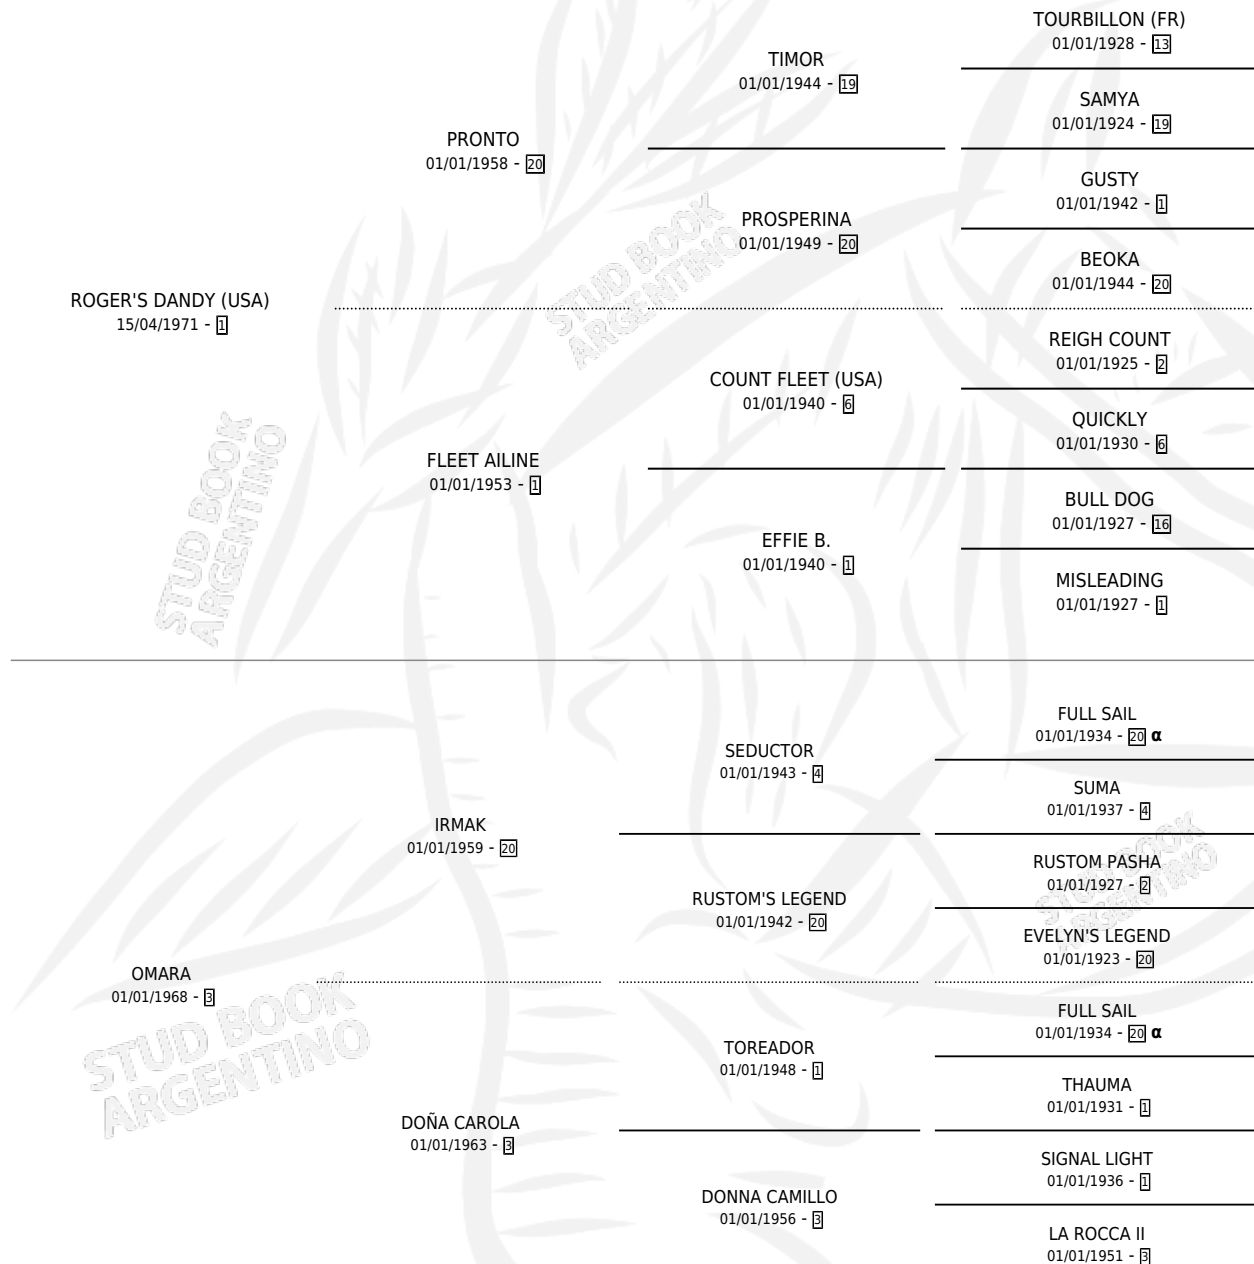 TOURBILLON (FR)
01/01/1928 - 13
TIMOR
01/01/1944 - 19
SAMYA
01/01/1924 - 19
PRONTO
01/01/1958 - 20
GUSTY
01/01/1942 - 1
PROSPERINA
01/01/1949 - 20
BEOKA
01/01/1944 - 20
ROGER'S DANDY (USA)
15/04/1971 - 1
REIGH COUNT
01/01/1925 - 2
COUNT FLEET (USA)
01/01/1940 - 6
QUICKLY
01/01/1930 - 6
FLEET AILINE
01/01/1953 - 1
BULL DOG
01/01/1927 - 16
EFFIE B.
01/01/1940 - 1
MISLEADING
01/01/1927 - 1
FULL SAIL
01/01/1934 - 20 α
SEDUCTOR
01/01/1943 - 4
SUMA
01/01/1937 - 4
IRMAK
01/01/1959 - 20
RUSTOM PASHA
01/01/1927 - 2
RUSTOM'S LEGEND
01/01/1942 - 20
EVELYN'S LEGEND
01/01/1923 - 20
OMARA
01/01/1968 - 3
FULL SAIL
01/01/1934 - 20 α
TOREADOR
01/01/1948 - 1
THAUMA
01/01/1931 - 1
DOÑA CAROLA
01/01/1963 - 3
SIGNAL LIGHT
01/01/1936 - 1
DONNA CAMILLO
01/01/1956 - 3
LA ROCCA II
01/01/1951 - 3
STUD BOOK
ARGENTINO
STUD BOOK
ARGENTINO
STUD BOOK
ARGENTINO
STUD BOOK
ARGENTINO